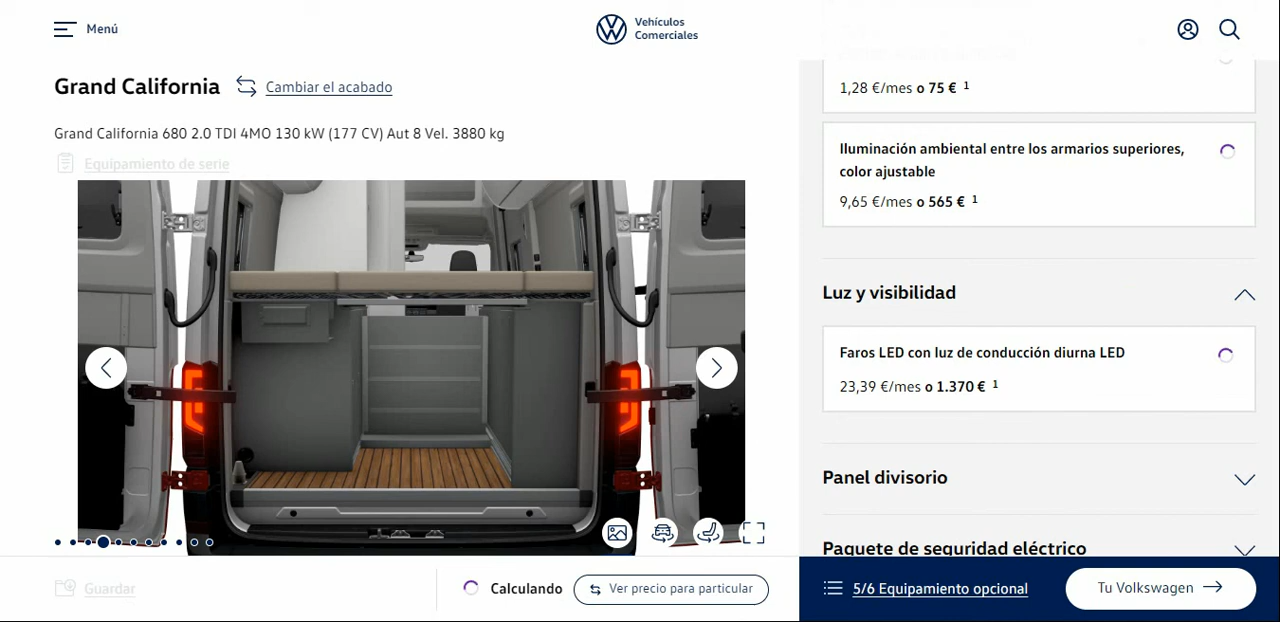 Menú
Vehículos
Comerciales
Grand California
Cambiar el acabado
Grand California 680 2.0 TDI 4MO 130 kW (177 CV) Aut 8 Vel. 3880 kg
Equipamiento de serie
1,28 €/mes o 75 € 1
Iluminación ambiental entre los armarios superiores,
color ajustable
9,65 €/mes o 565 € 1
Luz y visibilidad
Faros LED con luz de conducción diurna LED
23,39 €/mes o 1.370 € 1
Panel divisorio
Paquete de seguridad eléctrico
Guardar
Calculando
Ver precio para particular
5/6 Equipamiento opcional
Tu Volkswagen